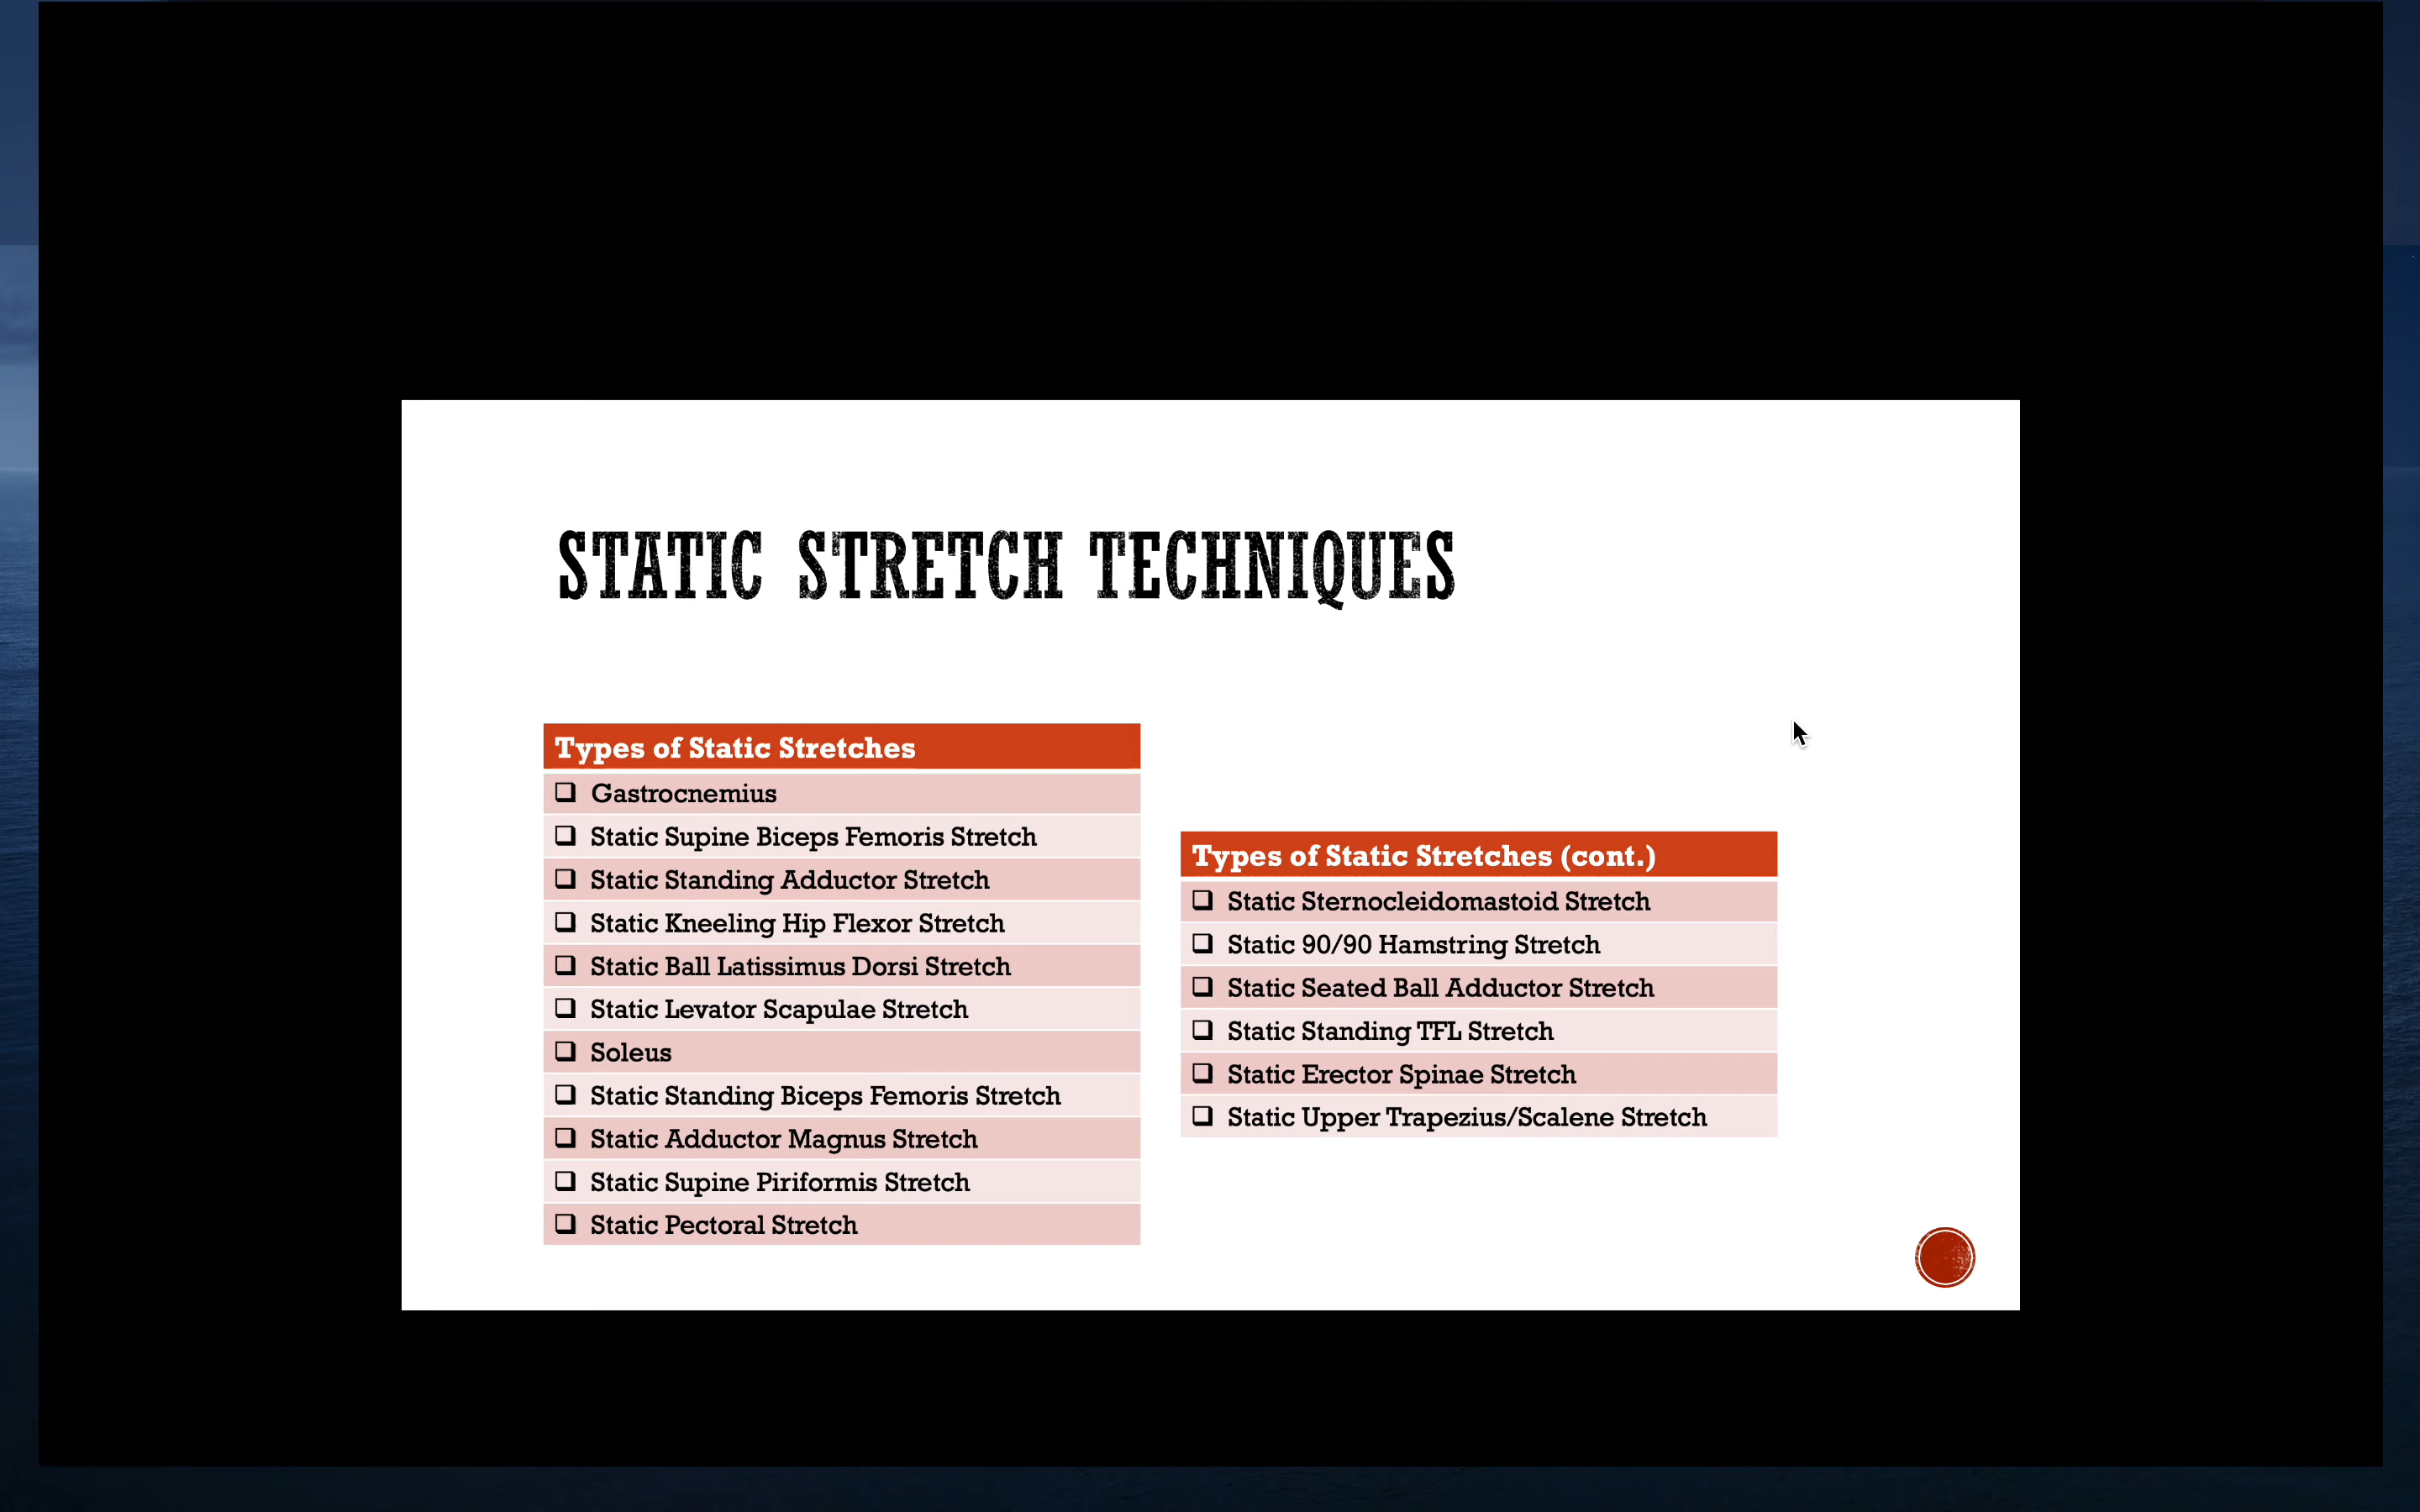 STATIC STRETCH TECHNIQUES
Types of Static Stretches
Gastrocnemius
Static Supine Biceps Femoris Stretch
Static Standing Adductor Stretch
Static Kneeling Hip Flexor Stretch
Static Ball Latissimus Dorsi Stretch
Static Levator Scapulae Stretch
Soleus
Static Standing Biceps Femoris Stretch
Static Adductor Magnus Stretch
Static Supine Piriformis Stretch
Static Pectoral Stretch
Types of Static Stretches (cont.)
Static Sternocleidomastoid Stretch
Static 90/90 Hamstring Stretch
Static Seated Ball Adductor Stretch
Static Standing TFL Stretch
Static Erector Spinae Stretch
Static Upper Trapezius/Scalene Stretch